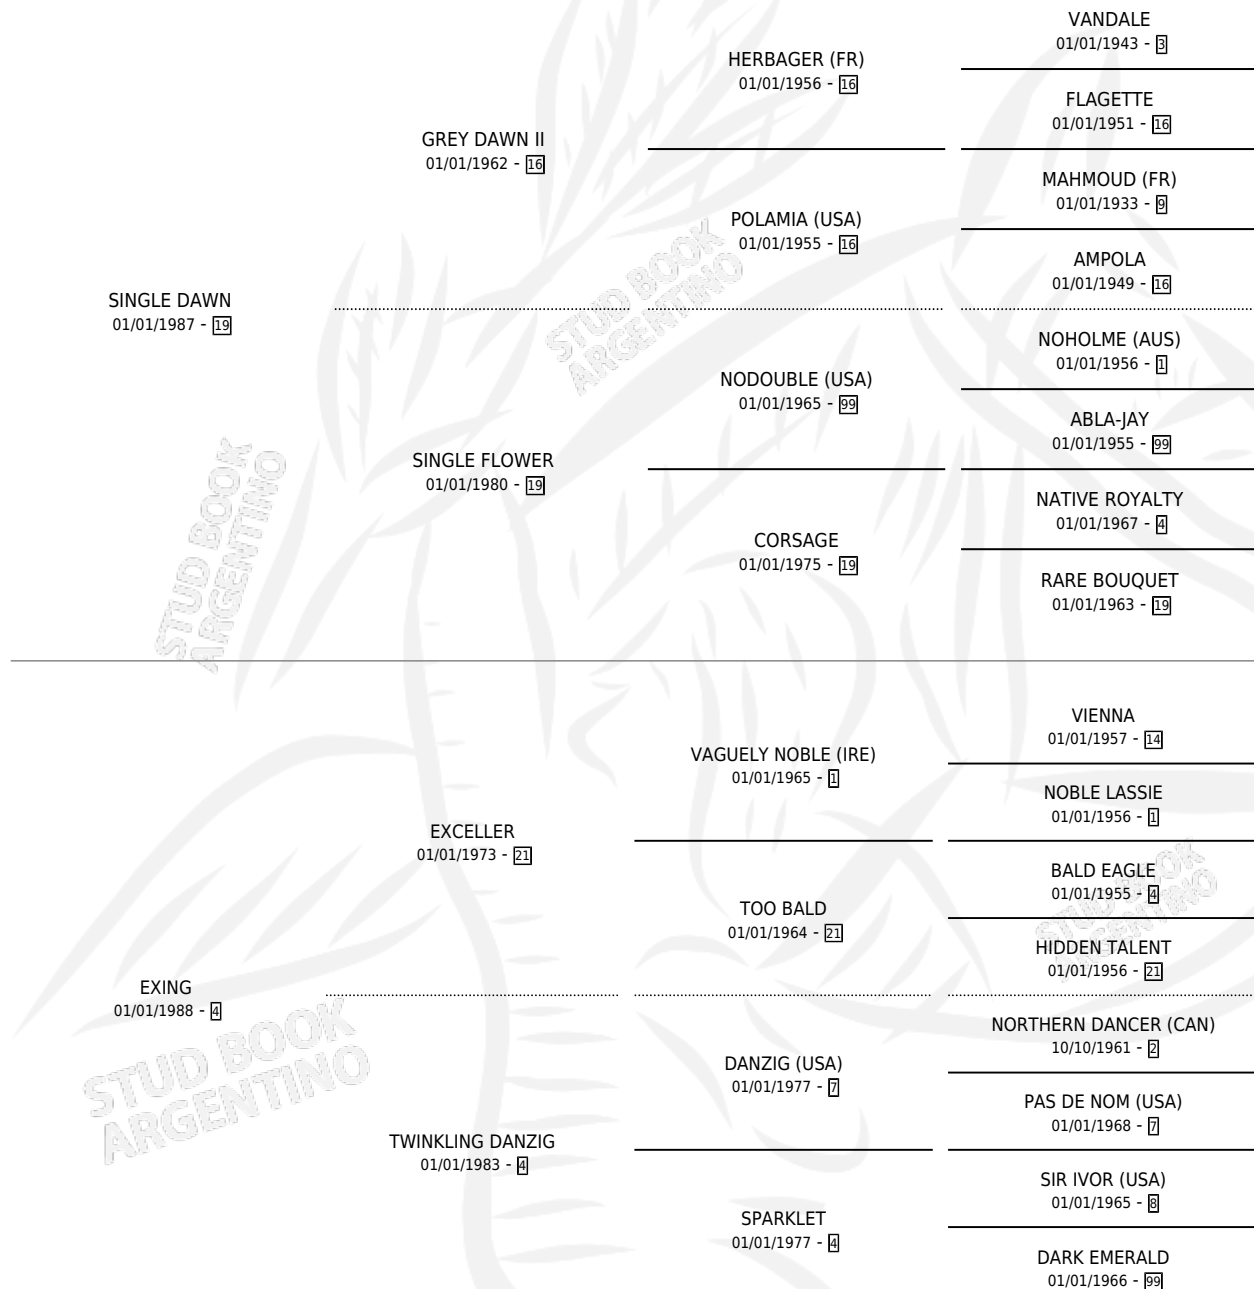 VANDALE
01/01/1943 - 3
HERBAGER (FR)
01/01/1956 - 16
FLAGETTE
01/01/1951 - 16
GREY DAWN II
01/01/1962 - 16
MAHMOUD (FR)
01/01/1933 - 9
POLAMIA (USA)
01/01/1955 - 16
AMPOLA
01/01/1949 - 16
SINGLE DAWN
01/01/1987 - 19
NOHOLME (AUS)
01/01/1956 - 1
NODOUBLE (USA)
01/01/1965 - 99
ABLA-JAY
01/01/1955 - 99
SINGLE FLOWER
01/01/1980 - 19
NATIVE ROYALTY
01/01/1967 - 4
CORSAGE
01/01/1975 - 19
RARE BOUQUET
01/01/1963 - 19
VIENNA
01/01/1957 - 14
VAGUELY NOBLE (IRE)
01/01/1965 - 1
NOBLE LASSIE
01/01/1956 - 1
EXCELLER
01/01/1973 - 21
BALD EAGLE
01/01/1955 - 4
TOO BALD
01/01/1964 - 21
HIDDEN TALENT
01/01/1956 - 21
EXING
01/01/1988 - 4
NORTHERN DANCER (CAN)
10/10/1961 - 2
DANZIG (USA)
01/01/1977 - 7
PAS DE NOM (USA)
01/01/1968 - 7
TWINKLING DANZIG
01/01/1983 - 4
SIR IVOR (USA)
01/01/1965 - 8
SPARKLET
01/01/1977 - 4
DARK EMERALD
01/01/1966 - 99
STUD BOOK
ARGENTINO
STUD BOOK
ARGENTINO
STUD BOOK
ARGENTINO
STUD BOOK
ARGENTINO